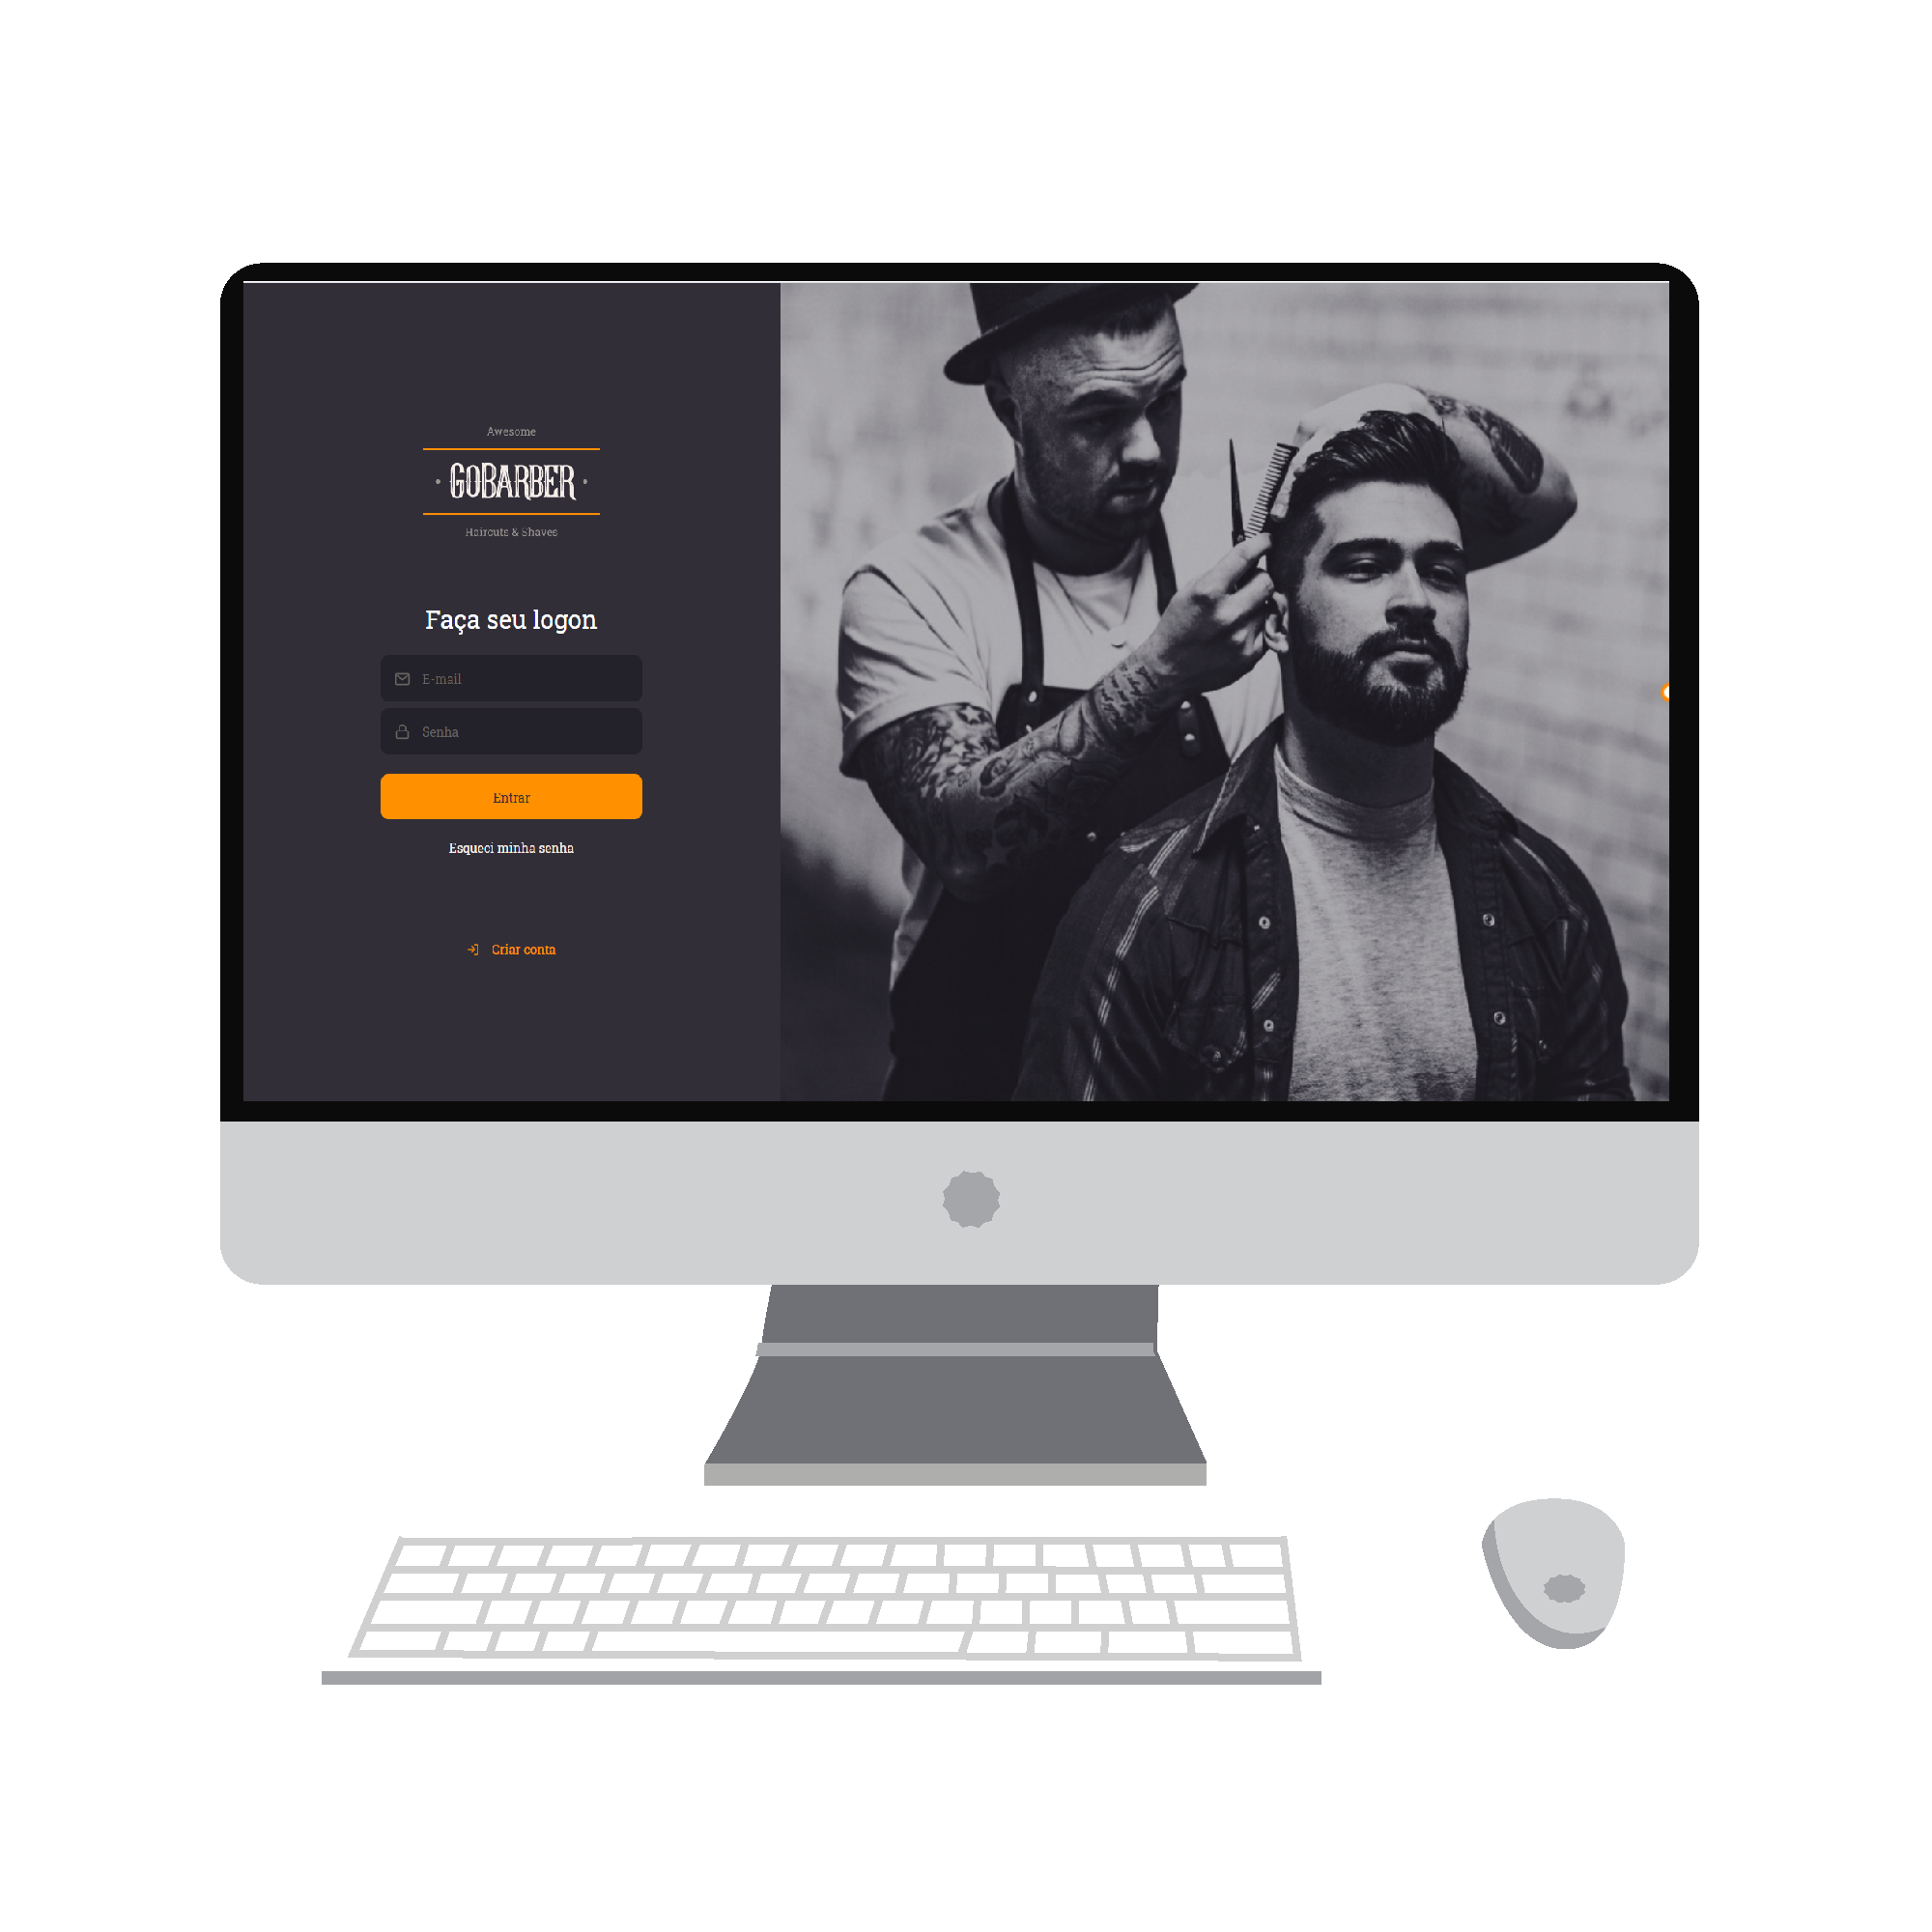 Awesome
GOBARBER
Haircuts & Shaves
Faça seu logon
E-mail
Senha
Entrar
Esqueci minha senha
Criar conta